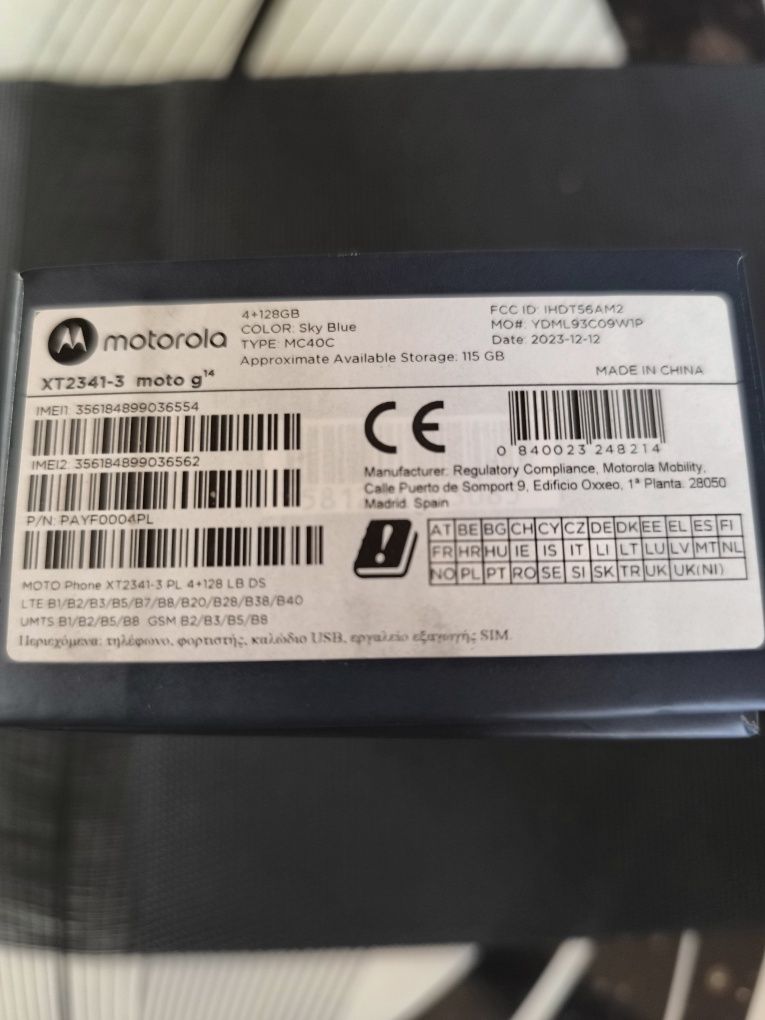 motorola
4+128GB
COLOR: Sky Blue
TYPE: MC40C
Approximate Available Storage: 115 GB
FCC ID: IHDT56AM2
MO#: YDML93C09W1P
Date: 2023-12-12
MADE IN CHINA
XT2341-3 moto g14
IMEI1 356184899036554
IMEI2 356184899036562
P/N: PAYF0004PL
CE
0 840023 248214
Manufacturer: Regulatory Compliance, Motorola Mobility,
Calle Puerto de Somport 9, Edificio Oxxeo, 1ª Planta. 28050
Madrid. Spain
AT BE BG CH CY CZ DE DK EE EL ES FI
FR HR HU IE IS IT LI LT LU LV MT NL
NO PL PT RO SE SI SK TR UK UK(NI)
MOTO Phone XT2341-3 PL 4+128 LB DS
LTE B1/B2/B3/B5/B7/B8/B20/B28/B38/B40
UMTS B1/B2/B5/B8 GSM B2/B3/B5/B8
Περιεχόμενα: τηλέφωνο, φορτιστής, καλώδιο USB, εργαλείο εξαγωγής SIM.